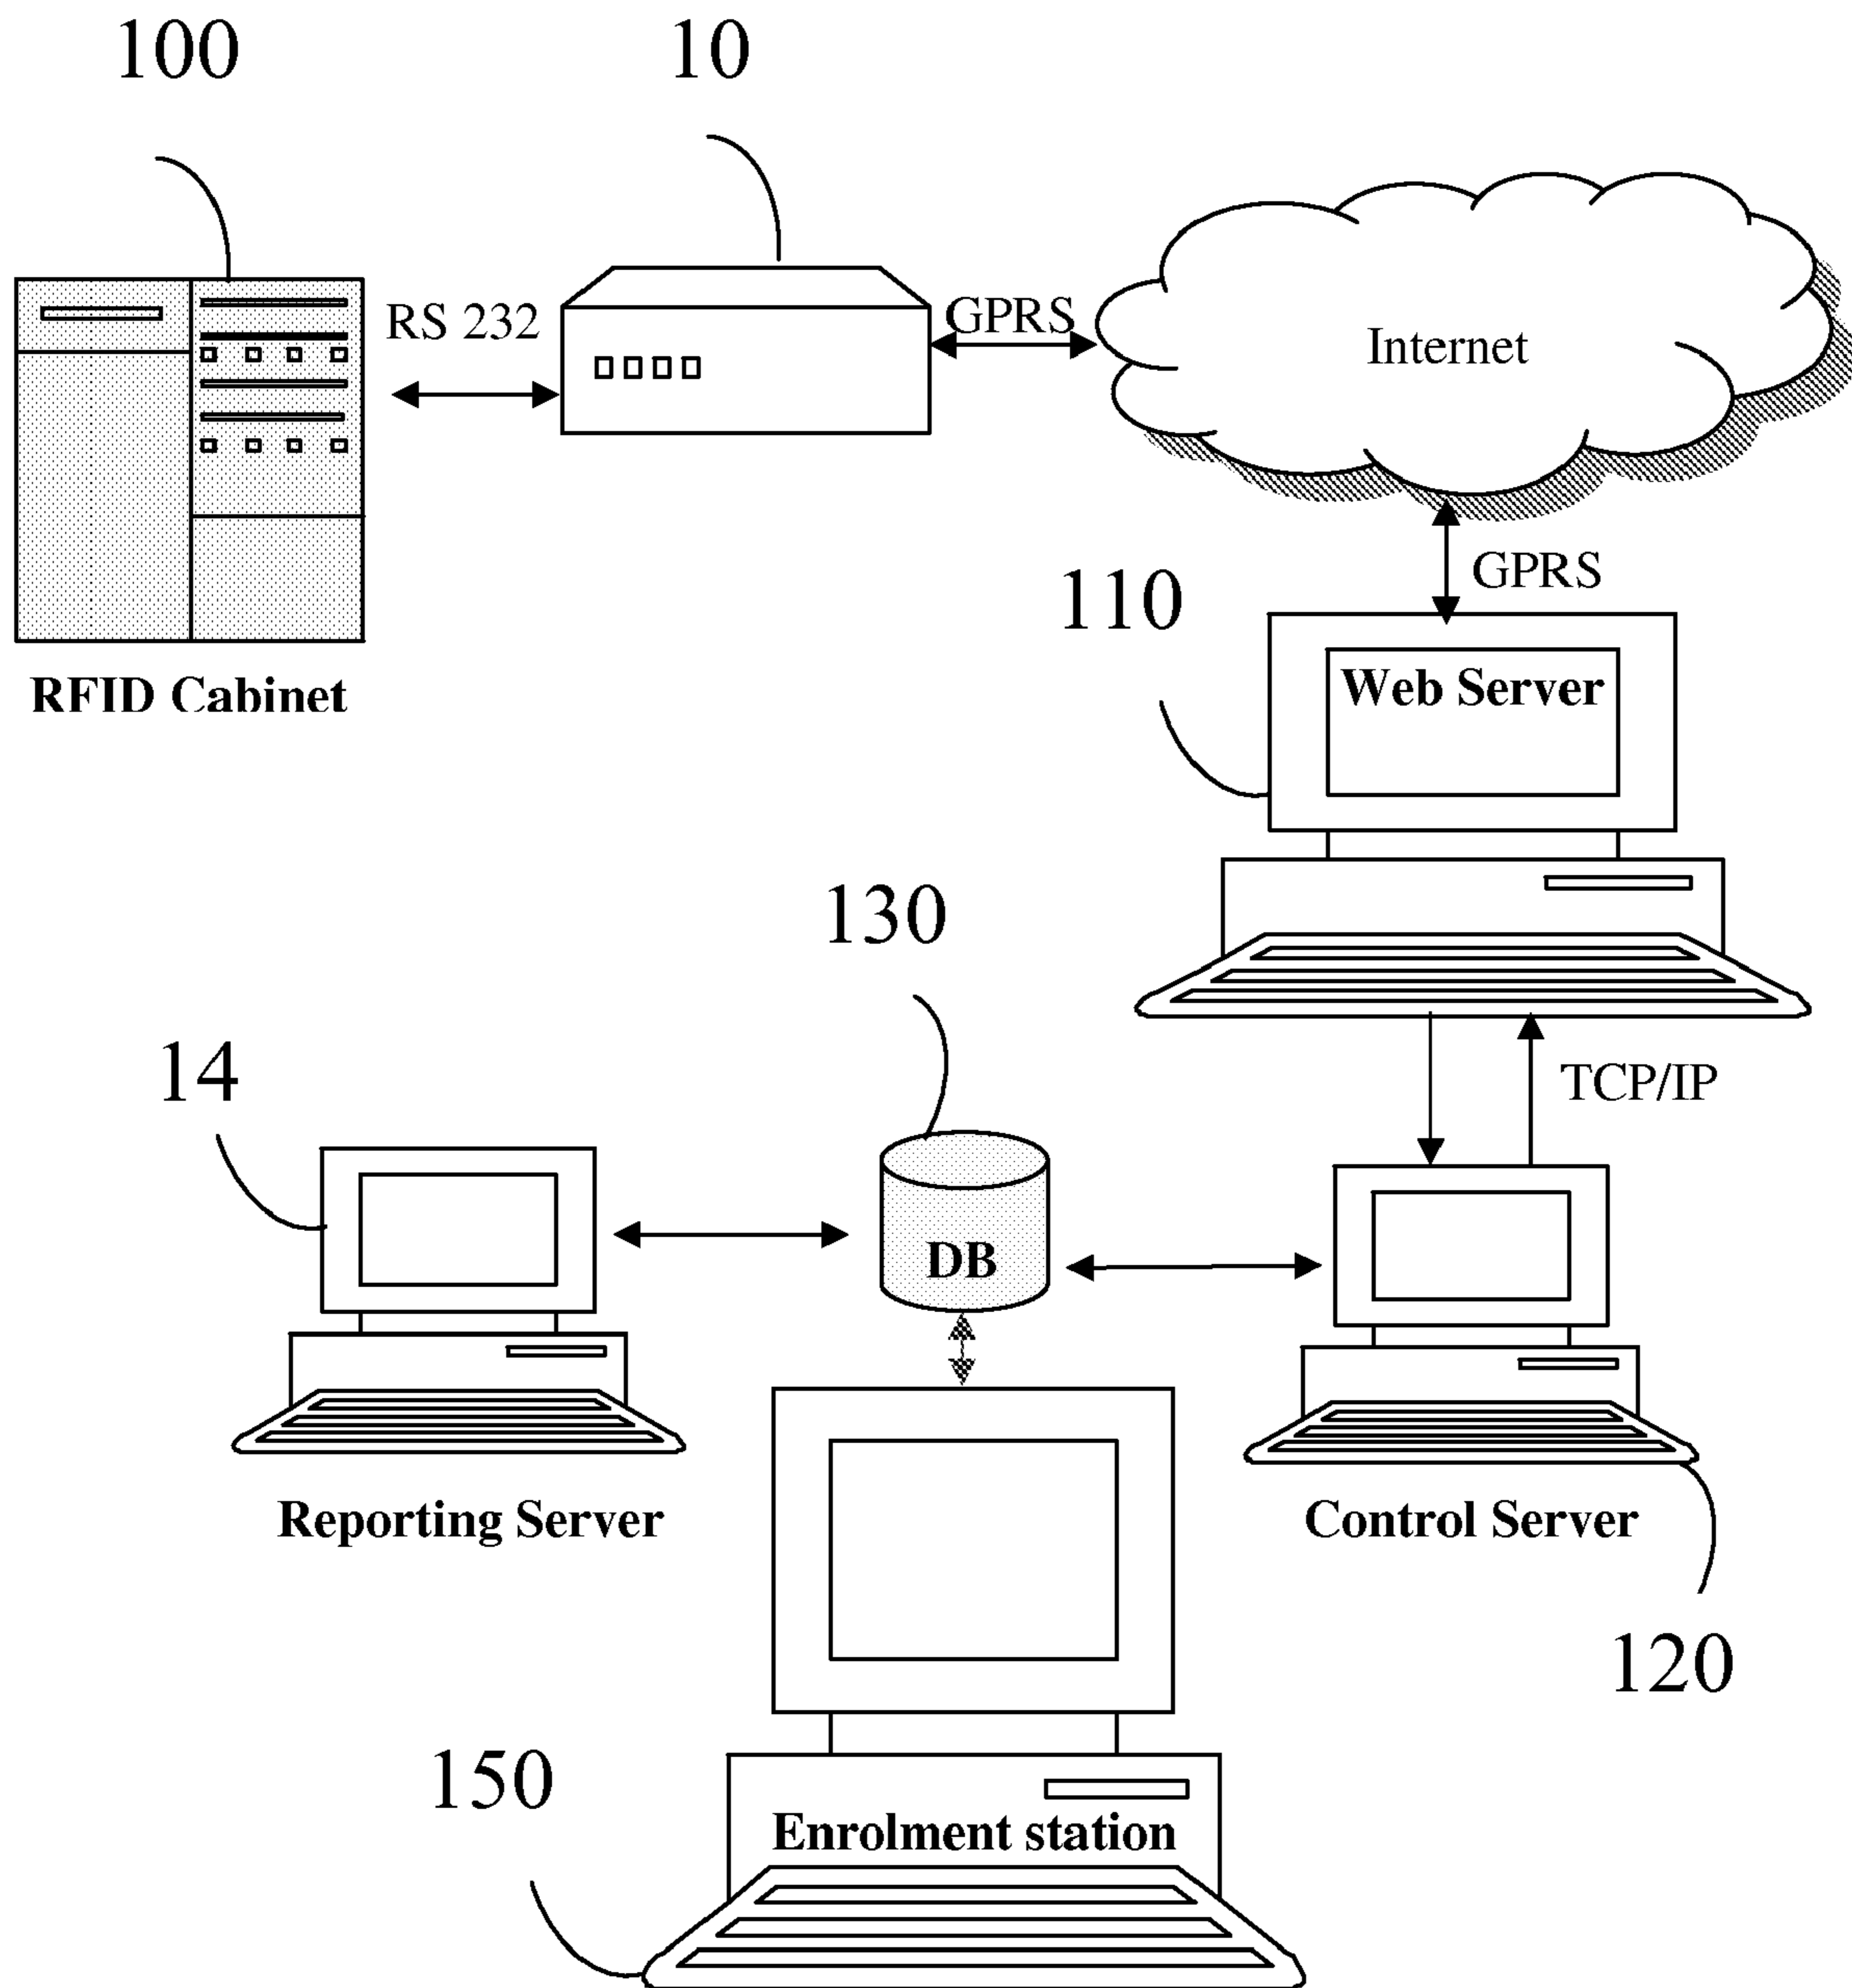 100
10
RS 232
GPRS
Internet
GPRS
110
Web Server
RFID Cabinet
130
14
TCP/IP
DB
Reporting Server
Control Server
120
150
Enrolment station